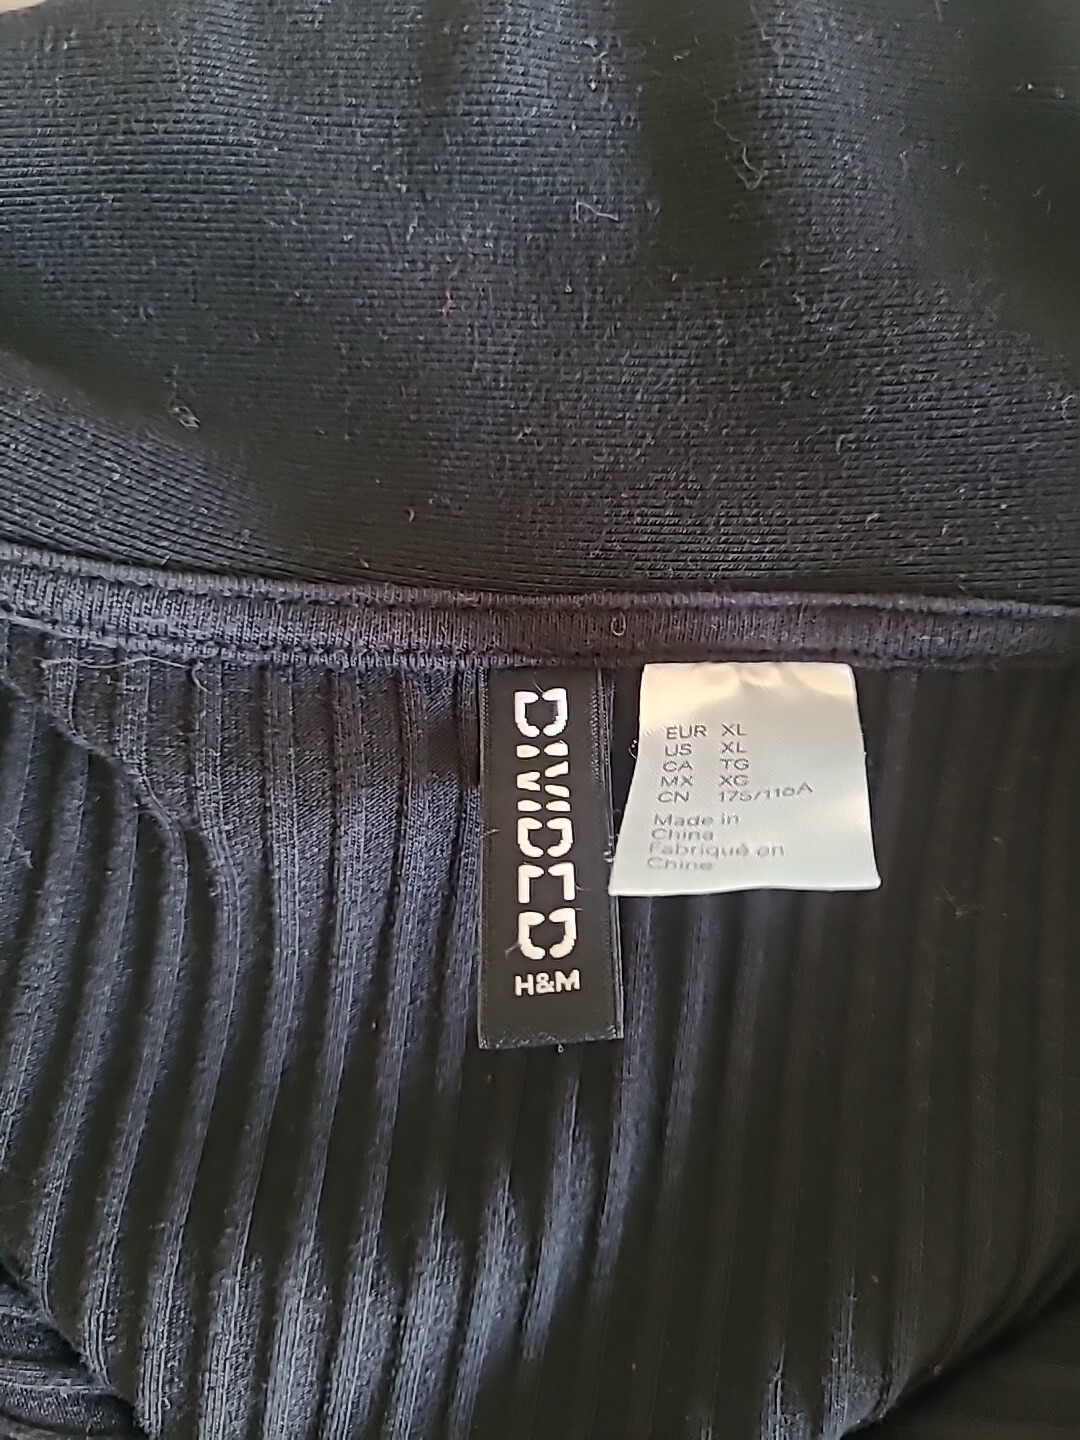 DIVIDED
H&M
EUR XL
US XL
CA TG
MX XG
CN 175/110A
Made in
China
Fabriqué en
Chine